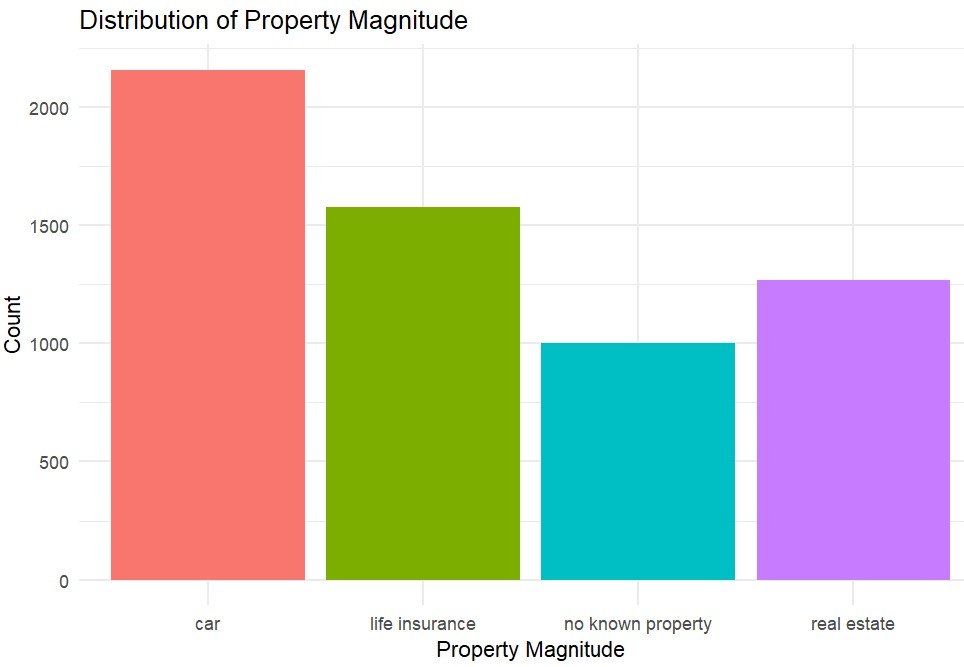 Distribution of Property Magnitude
2000
1500
1000
500
0
Count
car
life insurance
no known property
real estate
Property Magnitude